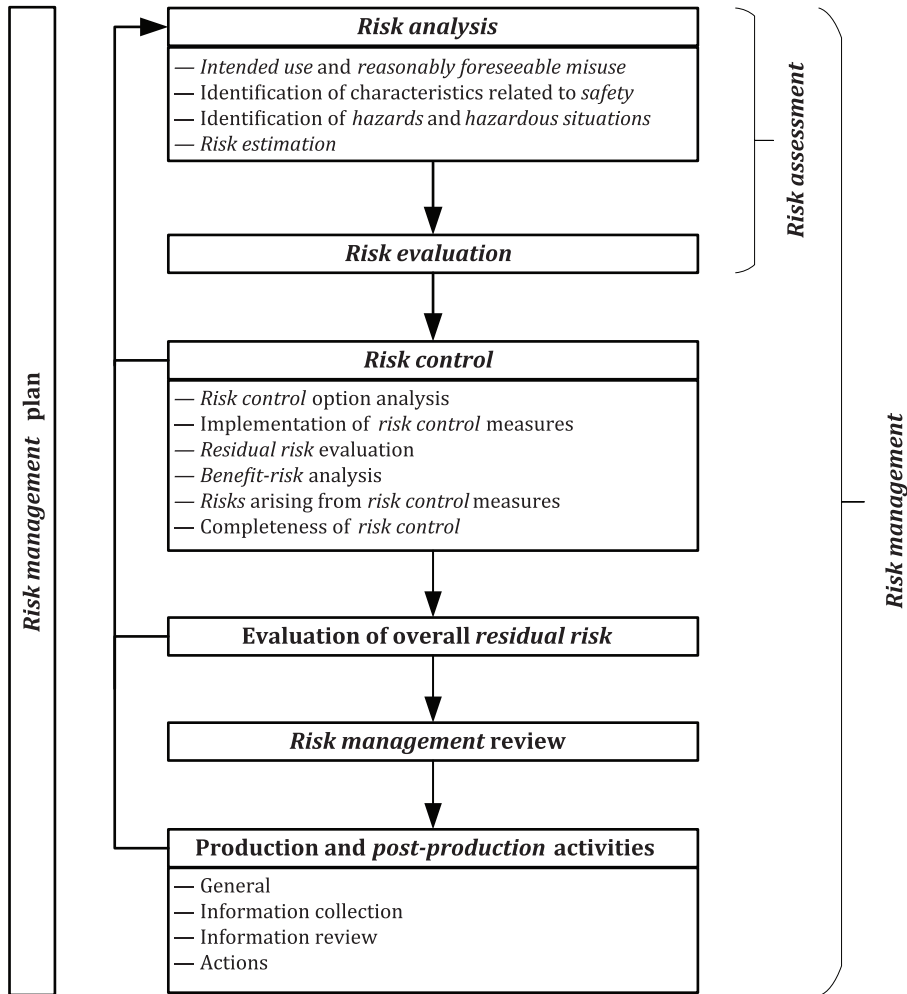 Risk analysis
— Intended use and reasonably foreseeable misuse
— Identification of characteristics related to safety
— Identification of hazards and hazardous situations
— Risk estimation
Risk evaluation
Risk assessment
Risk control
— Risk control option analysis
— Implementation of risk control measures
— Residual risk evaluation
— Benefit-risk analysis
— Risks arising from risk control measures
— Completeness of risk control
Risk management plan
Risk management
Evaluation of overall residual risk
Risk management review
Production and post-production activities
— General
— Information collection
— Information review
— Actions